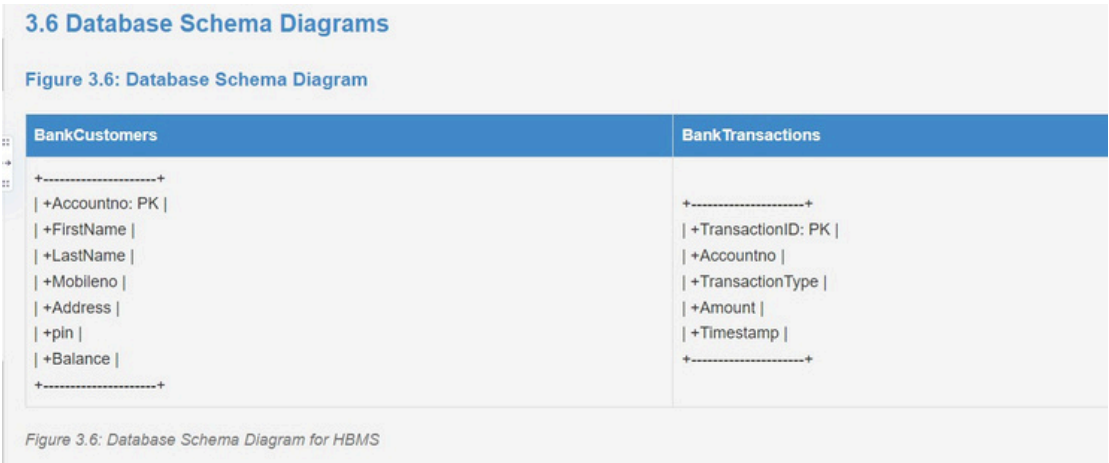 3.6 Database Schema Diagrams
Figure 3.6: Database Schema Diagram
BankCustomers
+---------------------+
| +Accountno: PK |
| +FirstName |
| +LastName |
| +Mobileno |
| +Address |
| +pin |
| +Balance |
+---------------------+
BankTransactions
+---------------------+
| +TransactionID: PK |
| +Accountno |
| +TransactionType |
| +Amount |
| +Timestamp |
+---------------------+
Figure 3.6: Database Schema Diagram for HBMS